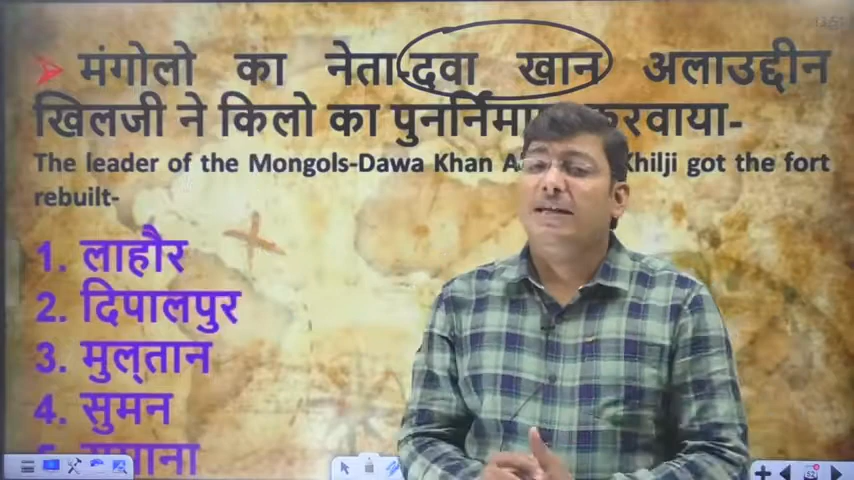 मंगोलो का नेता-दवा खान अलाउद्दीन
खिलजी ने किलो का करवाया-
The leader of the Mongols-Dawa Khan Khilji got the fort
rebuilt-
1. लाहौर
2. दिपालपुर
3. मुल्तान
4. सुमन